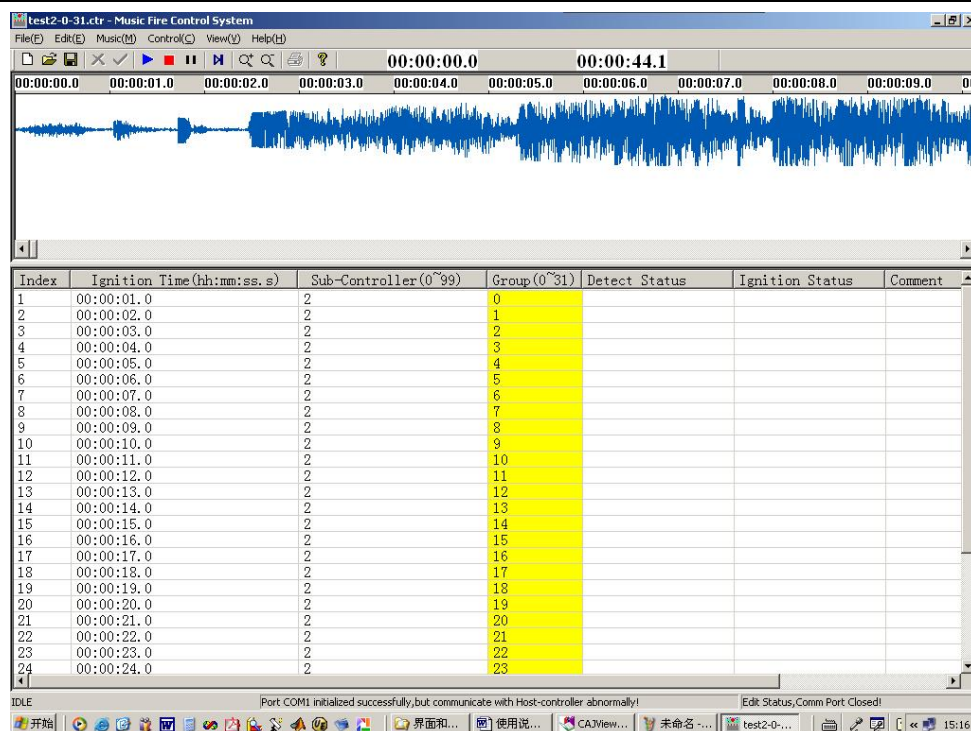 test2-0-31.ctr - Music Fire Control System
File(F) Edit(E) Music(M) Control(C) View(V) Help(H)
00:00:00.0 00:00:44.1
00:00:00.0 00:00:01.0 00:00:02.0 00:00:03.0 00:00:04.0 00:00:05.0 00:00:06.0 00:00:07.0 00:00:08.0 00:00:09.0
Index Ignition Time(hh:mm:ss.s) Sub-Controller(0~99) Group(0~31) Detect Status Ignition Status Comment
1 00:00:01.0 2 0
2 00:00:02.0 2 1
3 00:00:03.0 2 2
4 00:00:04.0 2 3
5 00:00:05.0 2 4
6 00:00:06.0 2 5
7 00:00:07.0 2 6
8 00:00:08.0 2 7
9 00:00:09.0 2 8
10 00:00:10.0 2 9
11 00:00:11.0 2 10
12 00:00:12.0 2 11
13 00:00:13.0 2 12
14 00:00:14.0 2 13
15 00:00:15.0 2 14
16 00:00:16.0 2 15
17 00:00:17.0 2 16
18 00:00:18.0 2 17
19 00:00:19.0 2 18
20 00:00:20.0 2 19
21 00:00:21.0 2 20
22 00:00:22.0 2 21
23 00:00:23.0 2 22
24 00:00:24.0 2 23
IDLE Port COM1 initialized successfully,but communicate with Host-controller abnormally! Edit Status,Comm Port Closed!
开始 界面和... 使用说... CAJView... 未命名 -... test2-0-... 15:16